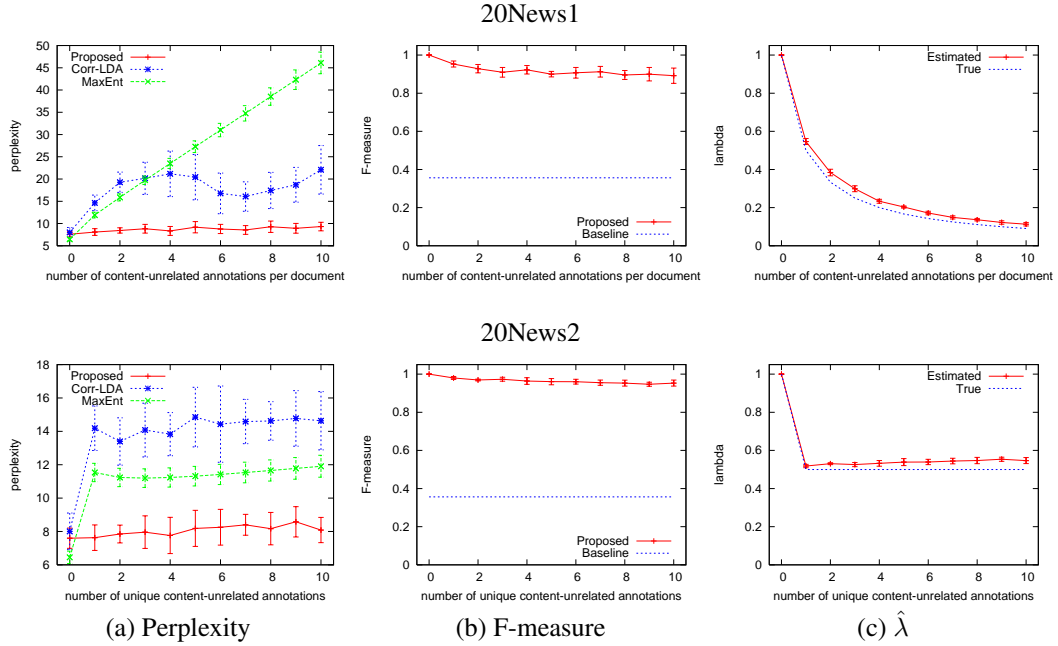 20News1
50
45
40
35
30
25
20
15
10
5
perplexity
Proposed
Corr-LDA
MaxEnt
0 2 4 6 8 10
number of content-unrelated annotations per document
1
0.8
0.6
0.4
0.2
0
F-measure
Proposed
Baseline
0 1 2 3 4 5 6 7 8 9 10
number of content-unrelated annotations per document
1
0.8
0.6
0.4
0.2
0
lambda
Estimated
True
0 2 4 6 8 10
number of content-unrelated annotations per document
20News2
18
16
14
12
10
8
6
perplexity
Proposed
Corr-LDA
MaxEnt
0 2 4 6 8 10
number of unique content-unrelated annotations
1
0.8
0.6
0.4
0.2
0
F-measure
Proposed
Baseline
0 2 4 6 8 10
number of unique content-unrelated annotations
1
0.8
0.6
0.4
0.2
0
lambda
Estimated
True
0 2 4 6 8 10
number of unique content-unrelated annotations
(a) Perplexity
(b) F-measure
(c) λ̂